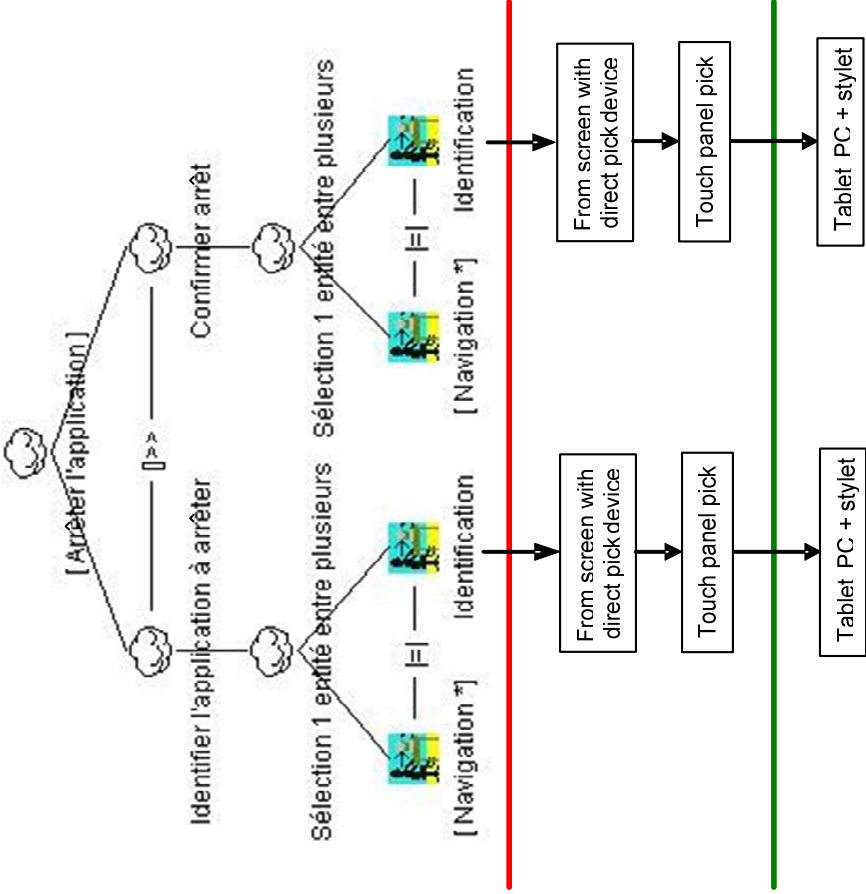 [ Arrêter l'application ]
[]>>
Identifier l'application à arrêter
Confirmer arrêt
Sélection 1 entité entre plusieurs
Sélection 1 entité entre plusieurs
|=|
|=|
[ Navigation *]
Identification
[ Navigation *]
Identification
From screen with
direct pick device
From screen with
direct pick device
Touch panel pick
Touch panel pick
Tablet PC + stylet
Tablet PC + stylet